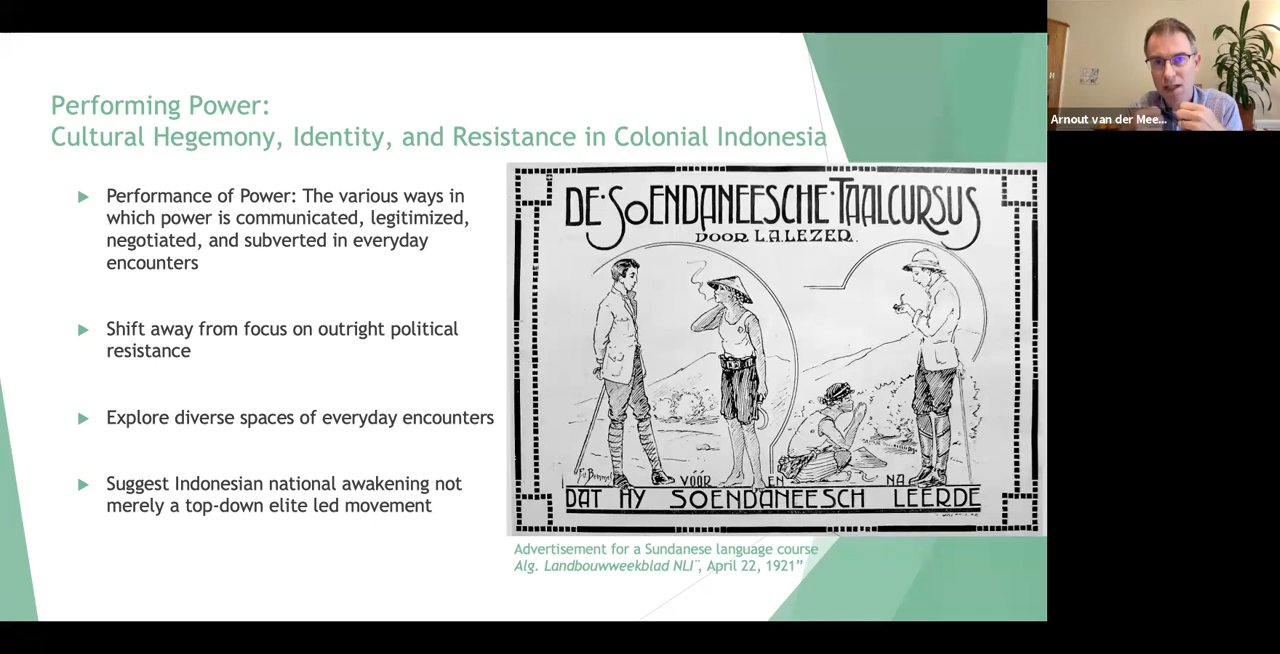 Performing Power:
Cultural Hegemony, Identity, and Resistance in Colonial Indonesia
Performance of Power: The various ways in
which power is communicated, legitimized,
negotiated, and subverted in everyday
encounters
Shift away from focus on outright political
resistance
Explore diverse spaces of everyday encounters
Suggest Indonesian national awakening not
merely a top-down elite led movement
DE·SOENDANEESCHE·TAALCURSUS
DOOR L.A.LEZER.
VÓÓR EN NA
DAT HY SOENDANEESCH LEERDE
Advertisement for a Sundanese language course
Alg. Landbouwweekblad NLI¨, April 22, 1921”
Arnout van der Mee...